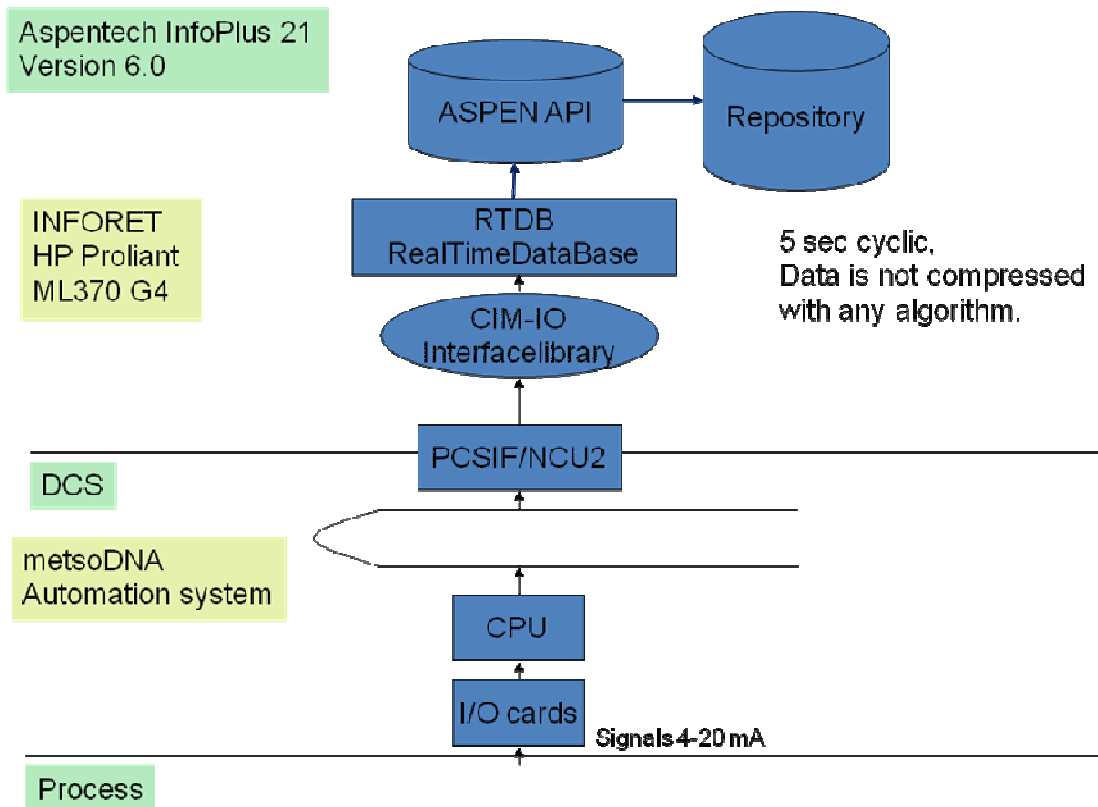 Aspentech InfoPlus 21
Version 6.0
ASPEN API
Repository
INFORET
HP Proliant
ML370 G4
RTDB
RealTimeDataBase
5 sec cyclic,
Data is not compressed
with any algorithm.
CIM-IO
Interfacelibrary
PCSIF/NCU2
DCS
metsoDNA
Automation system
CPU
I/O cards
Signals 4-20 mA
Process